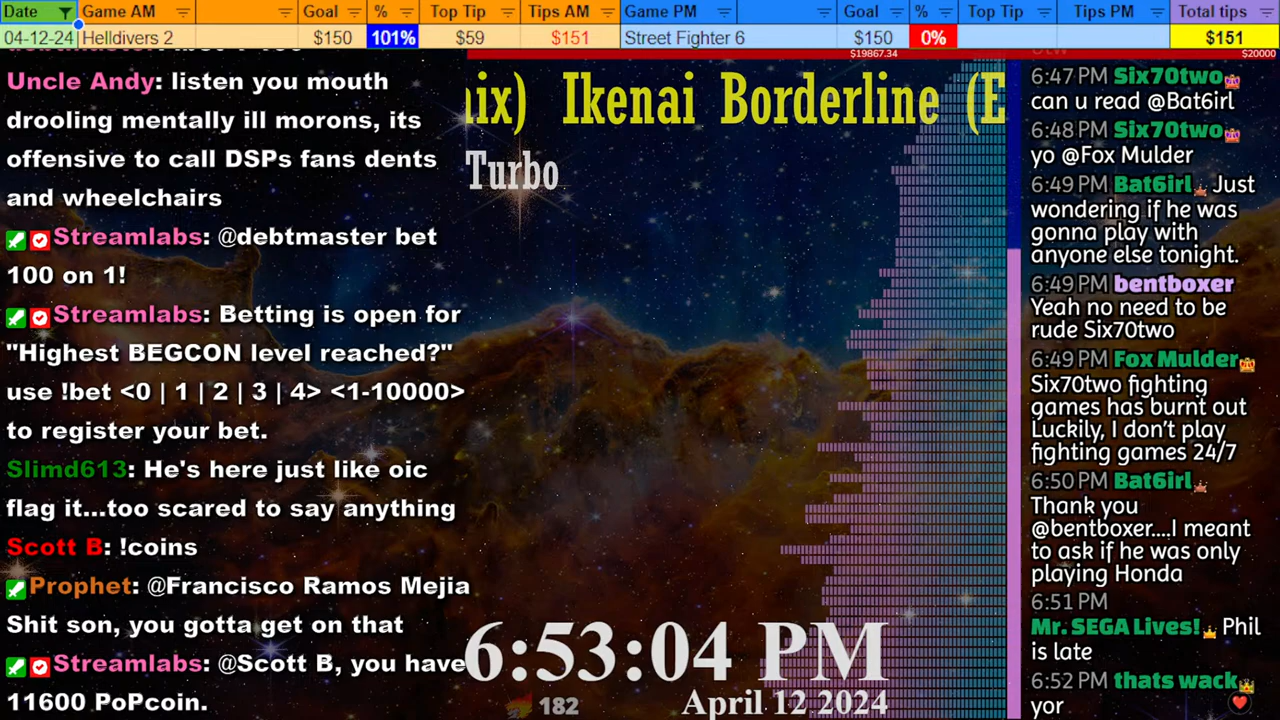 Date Game AM Goal % Top Tip Tips AM Game PM Goal % Top Tip Tips PM Total tips
04-12-24 Helldivers 2 $150 101% $59 $151 Street Fighter 6 $150 0% $151
$19867.34 $20000
Uncle Andy: listen you mouth
drooling mentally ill morons, its
offensive to call DSPs fans dents
and wheelchairs
Streamlabs: @debtmaster bet
100 on 1!
Streamlabs: Betting is open for
"Highest BEGCON level reached?"
use !bet <0 | 1 | 2 | 3 | 4> <1-10000>
to register your bet.
Slimd613: He's here just like oic
flag it...too scared to say anything
Scott B: !coins
Prophet: @Francisco Ramos Mejia
Shit son, you gotta get on that
Streamlabs: @Scott B, you have
11600 PoPcoin.
ix) Ikenai Borderline (E
Turbo
6:53:04 PM
April 12 2024
182
6:47 PM Six70two
can u read @Bat6irl
6:48 PM Six70two
yo @Fox Mulder
6:49 PM Bat6irl Just
wondering if he was
gonna play with
anyone else tonight.
6:49 PM bentboxer
Yeah no need to be
rude Six70two
6:49 PM Fox Mulder
Six70two fighting
games has burnt out
Luckily, I don't play
fighting games 24/7
6:50 PM Bat6irl
Thank you
@bentboxer....I meant
to ask if he was only
playing Honda
6:51 PM
Mr. SEGA Lives! Phil
is late
6:52 PM thats wack
yor